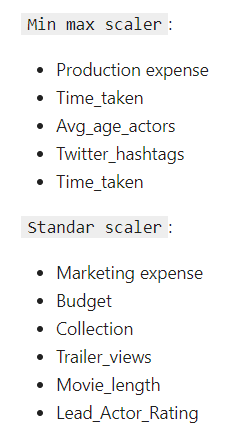 Min max scaler :
Production expense
Time_taken
Avg_age_actors
Twitter_hashtags
Time_taken
Standar scaler :
Marketing expense
Budget
Collection
Trailer_views
Movie_length
Lead_Actor_Rating